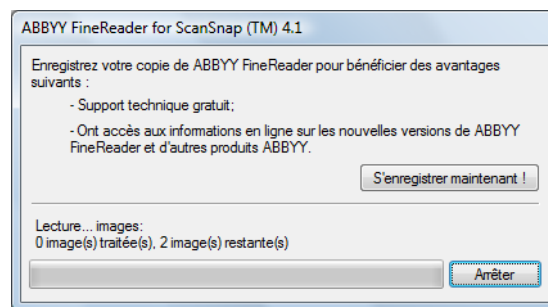 ABBYY FineReader for ScanSnap (TM) 4.1
Enregistrez votre copie de ABBYY FineReader pour bénéficier des avantages
suivants :
- Support technique gratuit;
- Ont accès aux informations en ligne sur les nouvelles versions de ABBYY
FineReader et d'autres produits ABBYY.
S'enregistrer maintenant !
Lecture... images:
0 image(s) traitée(s), 2 image(s) restante(s)
Arrêter